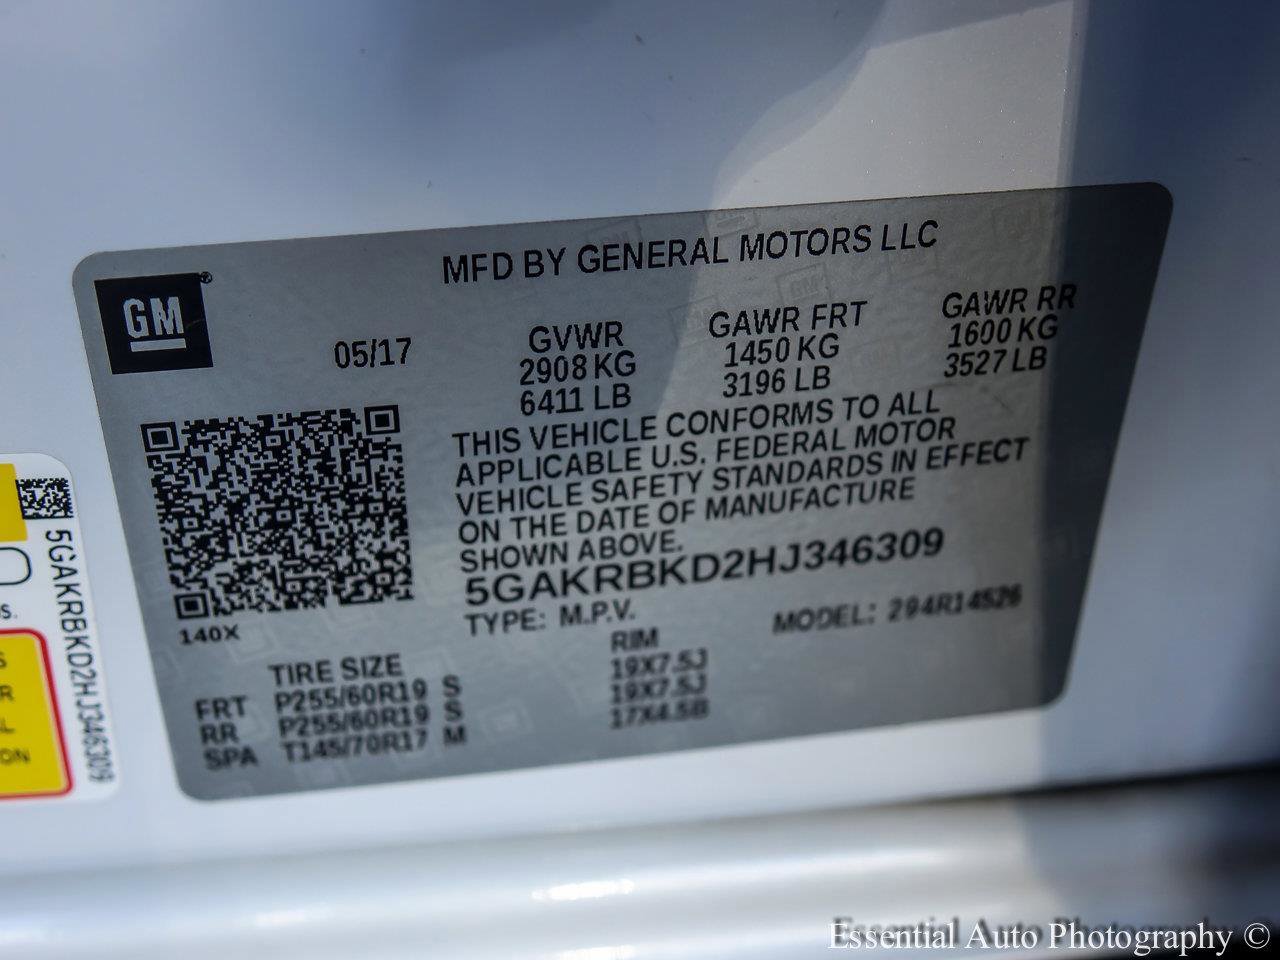 MFD BY GENERAL MOTORS LLC
GM®
05/17
GVWR
2908 KG
6411 LB
GAWR FRT
1450 KG
3196 LB
GAWR RR
1600 KG
3527 LB
THIS VEHICLE CONFORMS TO ALL
APPLICABLE U.S. FEDERAL MOTOR
VEHICLE SAFETY STANDARDS IN EFFECT
ON THE DATE OF MANUFACTURE
SHOWN ABOVE.
5GAKRBKD2HJ346309
TYPE: M.P.V. MODEL: 294R14526
140X
TIRE SIZE RIM
FRT P255/60R19 S 19X7.5J
RR P255/60R19 S 19X7.5J
SPA T145/70R17 M 17X4.5B
5GAKRBKD2HJ346309
Essential Auto Photography ©